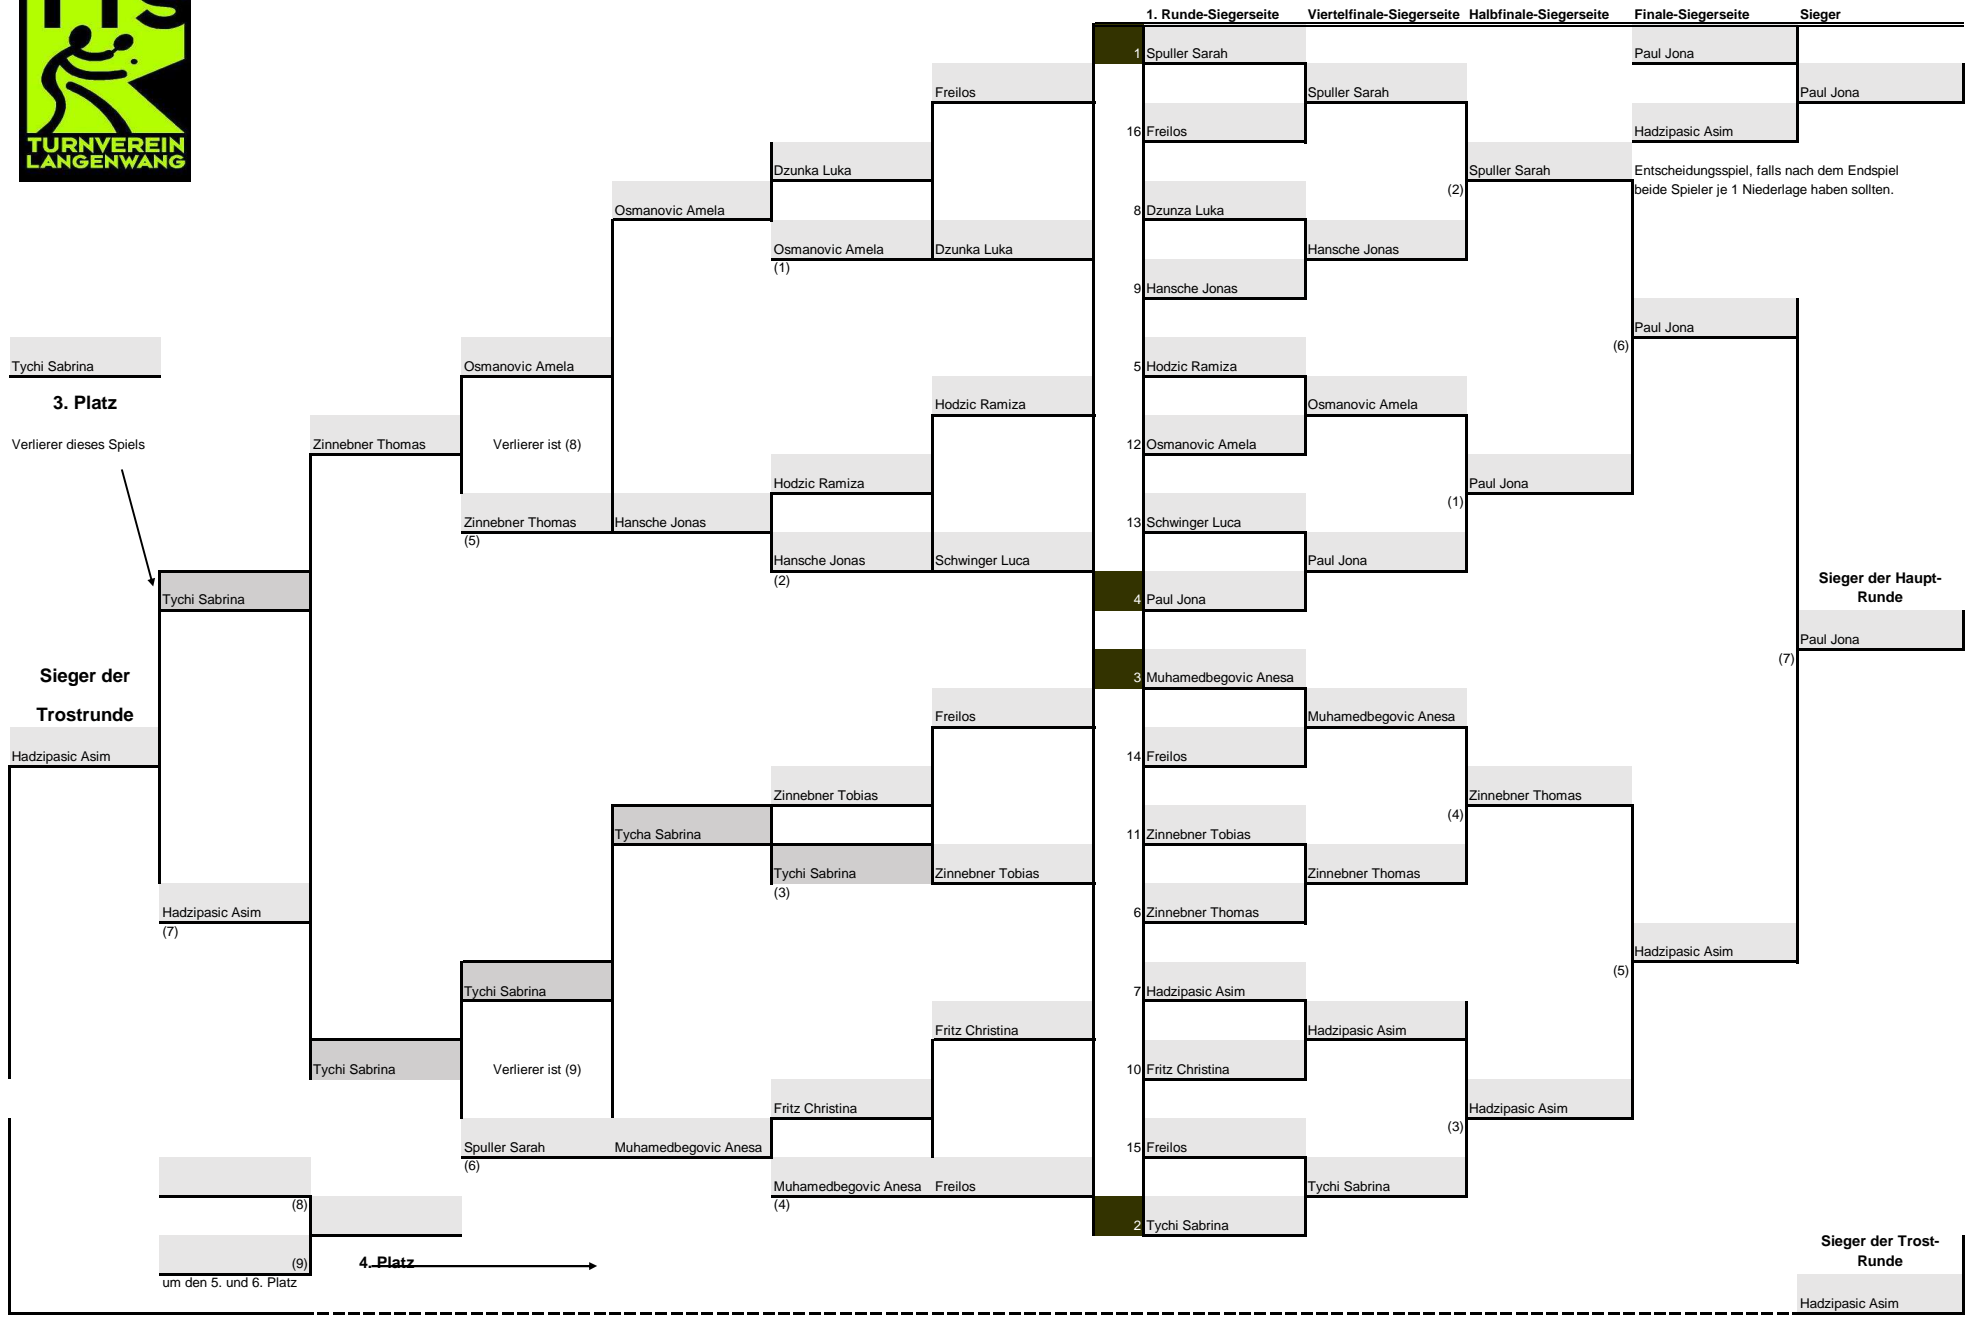 TTS
TURNVEREIN
LANGENWANG
1. Runde-Siegerseite Viertelfinale-Siegerseite Halbfinale-Siegerseite Finale-Siegerseite Sieger
1 Spuller Sarah Paul Jona
Freilos Spuller Sarah Paul Jona
16 Freilos Hadzipasic Asim
Dzunka Luka Spuller Sarah Entscheidungsspiel, falls nach dem Endspiel
(2) beide Spieler je 1 Niederlage haben sollten.
Osmanovic Amela 8 Dzunza Luka
Osmanovic Amela Dzunka Luka Hansche Jonas
(1)
9 Hansche Jonas
Paul Jona
(6)
Tychi Sabrina Osmanovic Amela 5 Hodzic Ramiza
3. Platz Hodzic Ramiza Osmanovic Amela
Verlierer dieses Spiels Zinnebner Thomas Verlierer ist (8) 12 Osmanovic Amela
Hodzic Ramiza Paul Jona
(1)
Zinnebner Thomas Hansche Jonas 13 Schwinger Luca
(5)
Hansche Jonas Schwinger Luca Paul Jona
(2) Sieger der Haupt-
Tychi Sabrina 4 Paul Jona Runde
Paul Jona
(7)
Sieger der 3 Muhamedbegovic Anesa
Trostrunde Freilos Muhamedbegovic Anesa
Hadzipasic Asim 14 Freilos
Zinnebner Tobias Zinnebner Thomas
(4)
Tycha Sabrina 11 Zinnebner Tobias
Tychi Sabrina Zinnebner Tobias Zinnebner Thomas
(3)
Hadzipasic Asim 6 Zinnebner Thomas
(7)
Hadzipasic Asim
(5)
Tychi Sabrina 7 Hadzipasic Asim
Fritz Christina Hadzipasic Asim
Tychi Sabrina Verlierer ist (9) 10 Fritz Christina
Fritz Christina Hadzipasic Asim
(3)
Spuller Sarah Muhamedbegovic Anesa 15 Freilos
(6)
Muhamedbegovic Anesa Freilos Tychi Sabrina
(8) (4)
2 Tychi Sabrina
Sieger der Trost-
(9) 4. Platz Runde
um den 5. und 6. Platz
Hadzipasic Asim